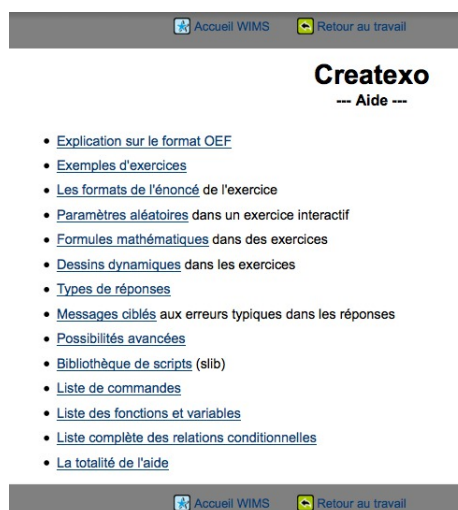 Accueil WIMS Retour au travail
Createxo
--- Aide ---
• Explication sur le format OEF
• Exemples d'exercices
• Les formats de l'énoncé de l'exercice
• Paramètres aléatoires dans un exercice interactif
• Formules mathématiques dans des exercices
• Dessins dynamiques dans les exercices
• Types de réponses
• Messages ciblés aux erreurs typiques dans les réponses
• Possibilités avancées
• Bibliothèque de scripts (slib)
• Liste de commandes
• Liste des fonctions et variables
• Liste complète des relations conditionnelles
• La totalité de l'aide
Accueil WIMS Retour au travail